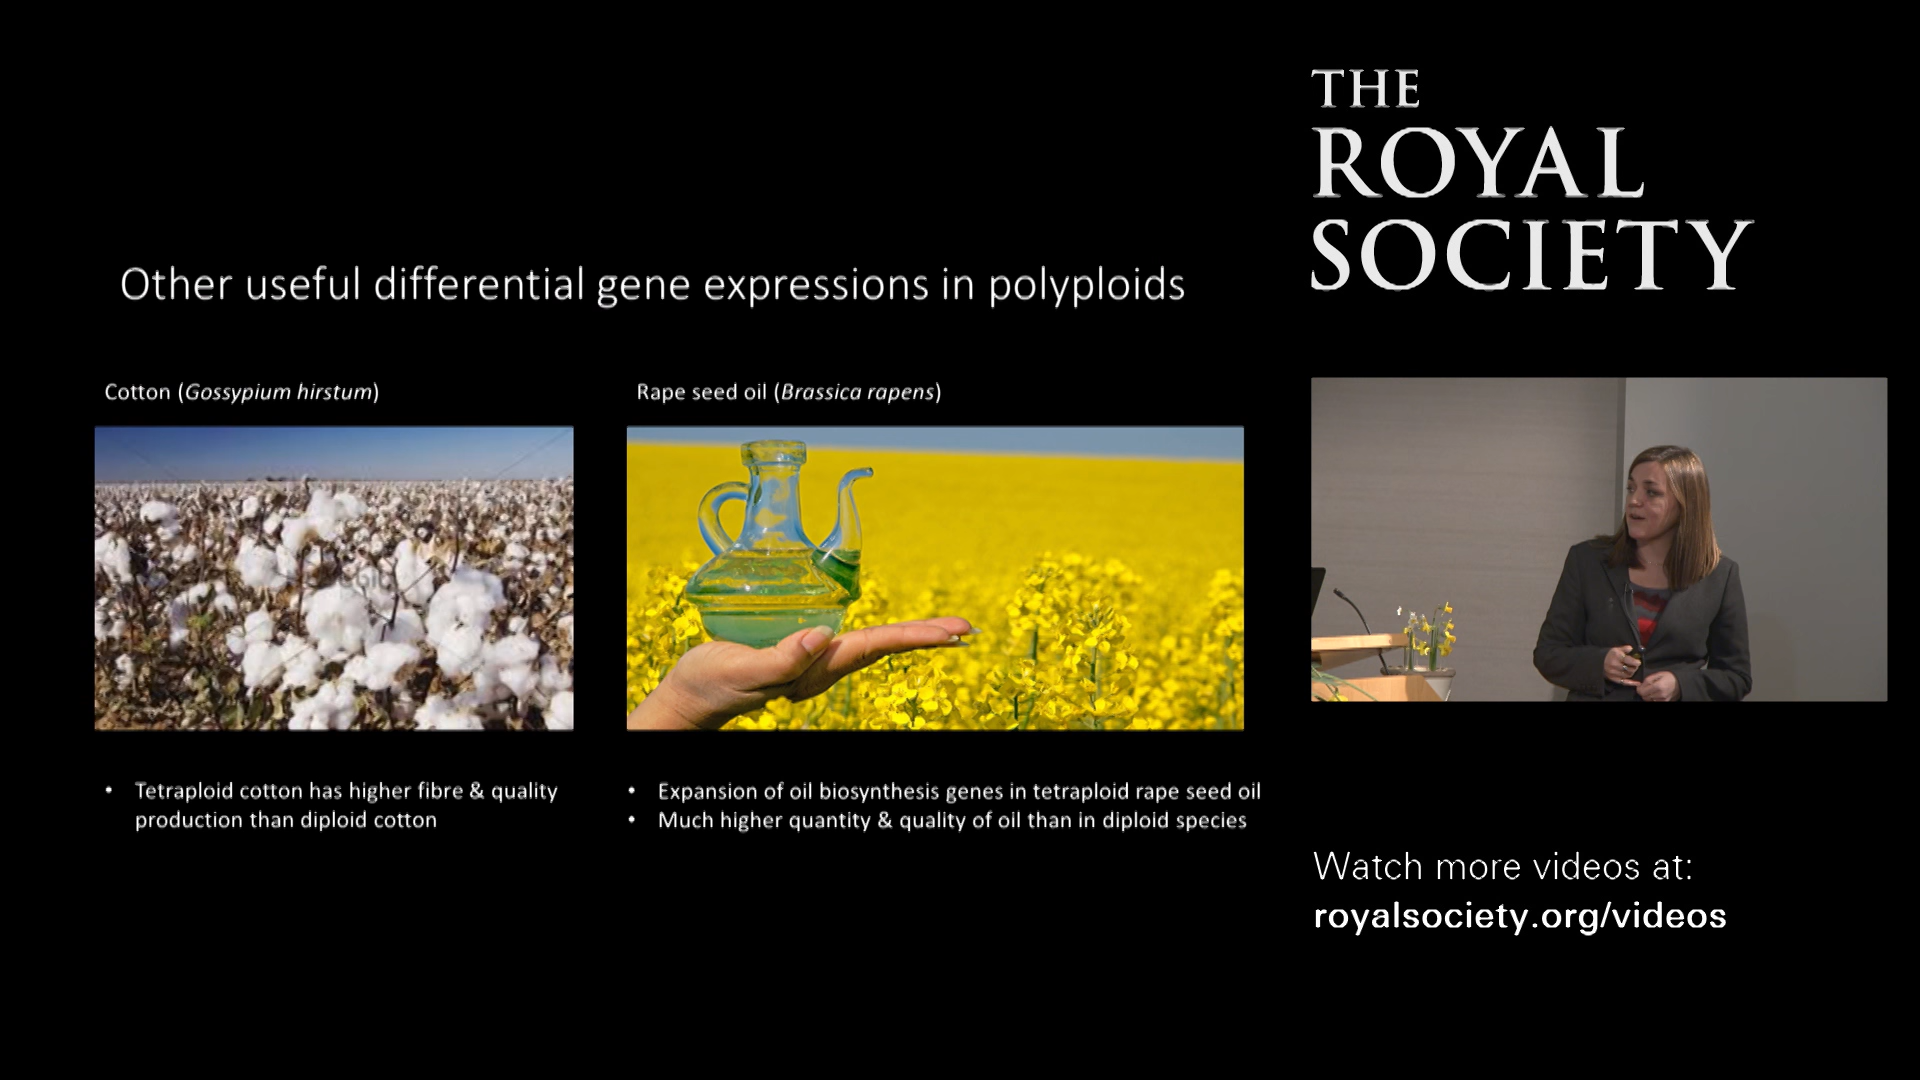 THE
ROYAL
SOCIETY
Other useful differential gene expressions in polyploids
Cotton (Gossypium hirstum)
Rape seed oil (Brassica rapens)
• Tetraploid cotton has higher fibre & quality
production than diploid cotton
• Expansion of oil biosynthesis genes in tetraploid rape seed oil
• Much higher quantity & quality of oil than in diploid species
Watch more videos at:
royalsociety.org/videos